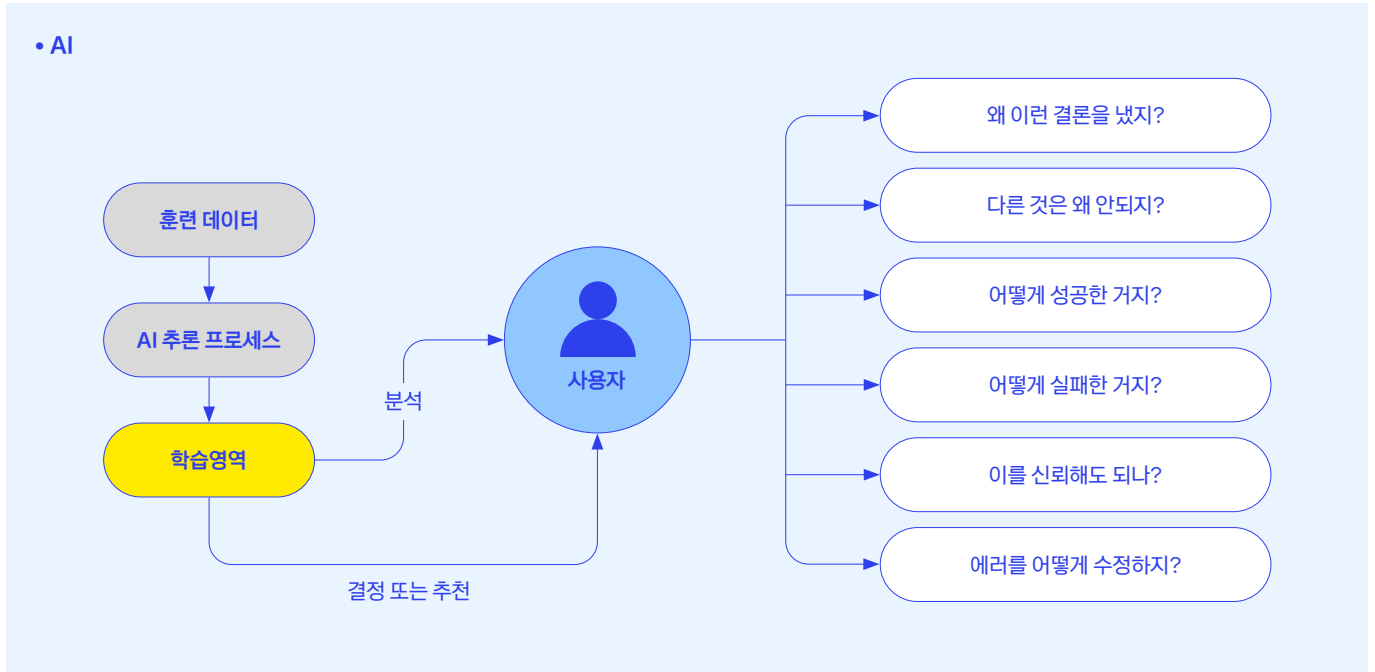 • AI
훈련 데이터
AI 추론 프로세스
학습영역
분석
결정 또는 추천
사용자
왜 이런 결론을 냈지?
다른 것은 왜 안되지?
어떻게 성공한 거지?
어떻게 실패한 거지?
이를 신뢰해도 되나?
에러를 어떻게 수정하지?